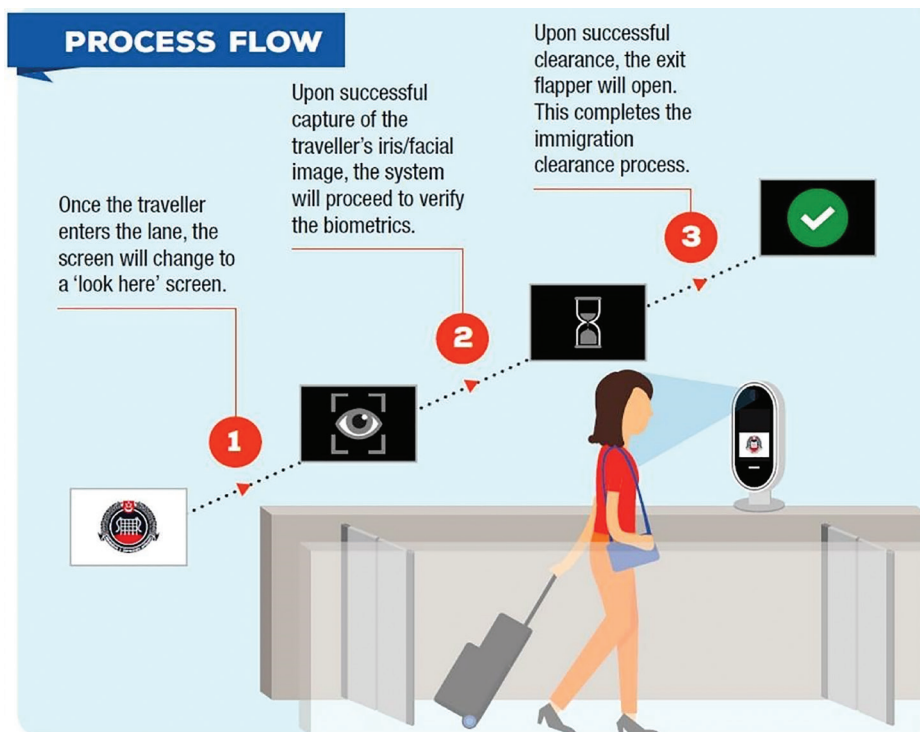 PROCESS FLOW
Once the traveller
enters the lane, the
screen will change to
a ‘look here’ screen.
1
Upon successful
capture of the
traveller’s iris/facial
image, the system
will proceed to verify
the biometrics.
2
Upon successful
clearance, the exit
flapper will open.
This completes the
immigration
clearance process.
3